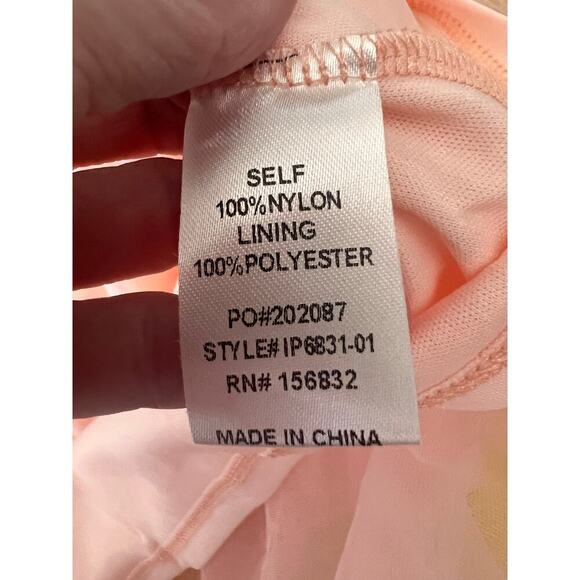 SELF
100%NYLON
LINING
100%POLYESTER
PO#202087
STYLE# IP6831-01
RN# 156832
MADE IN CHINA